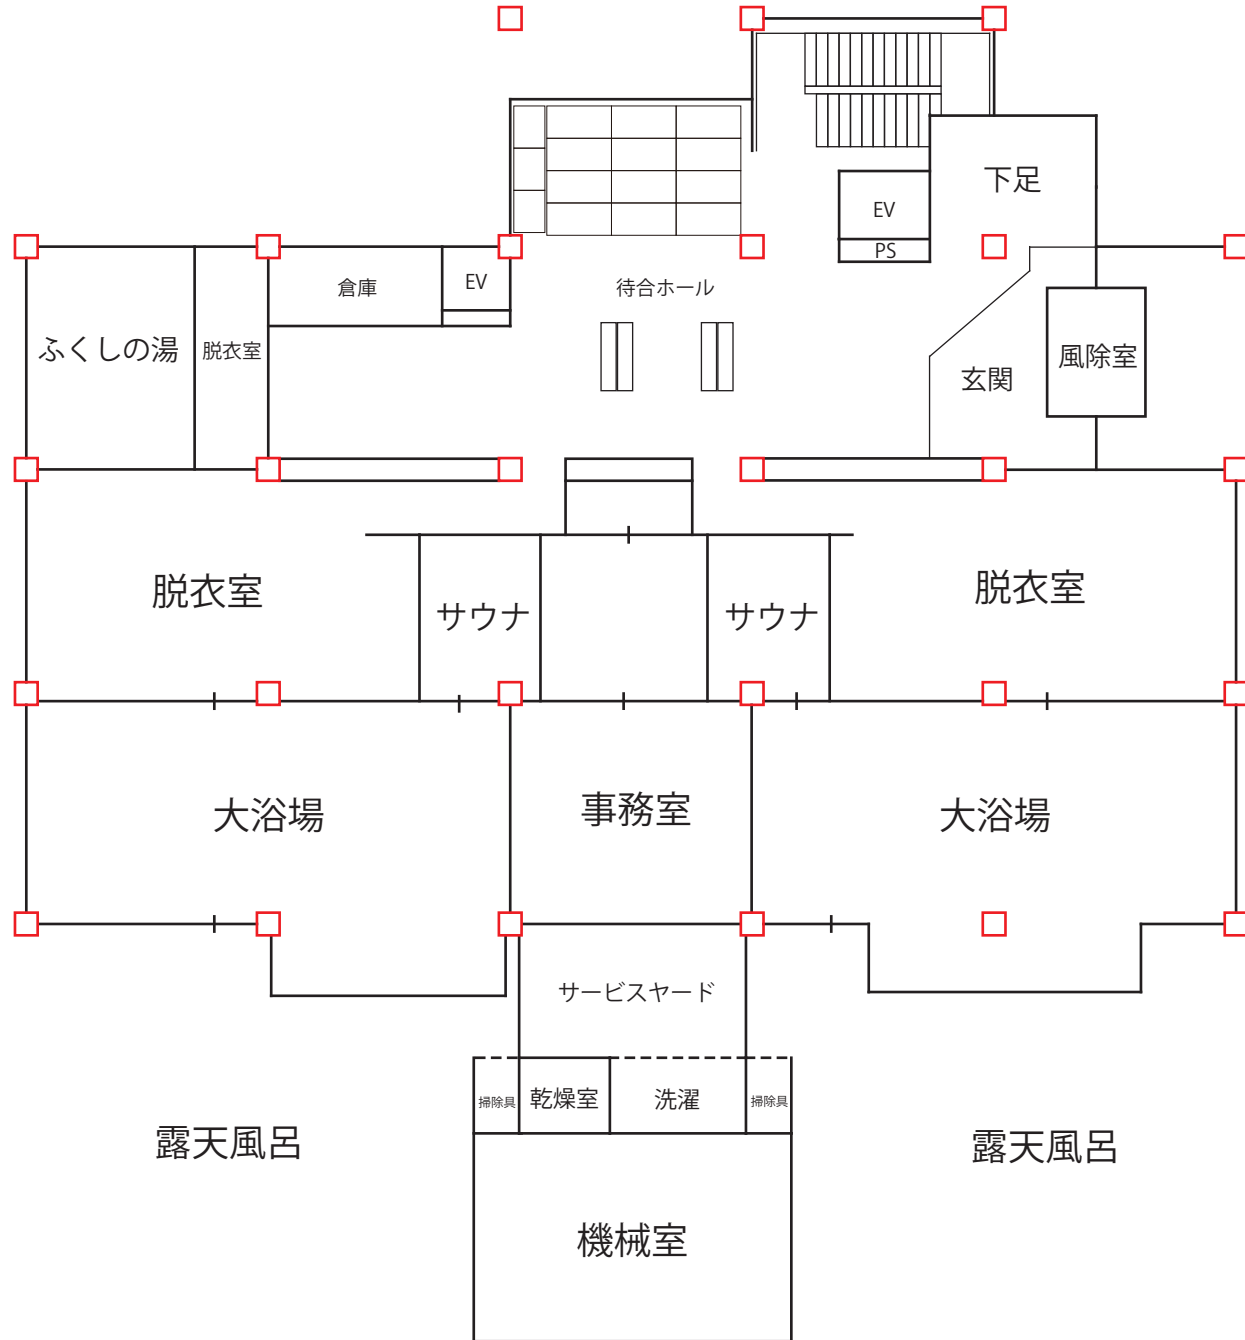 下足
EV
PS
倉庫
EV
待合ホール
ふくしの湯
脱衣室
風除室
玄関
脱衣室
サウナ
サウナ
脱衣室
大浴場
事務室
大浴場
サービスヤード
掃除具
乾燥室
洗濯
掃除具
露天風呂
露天風呂
機械室